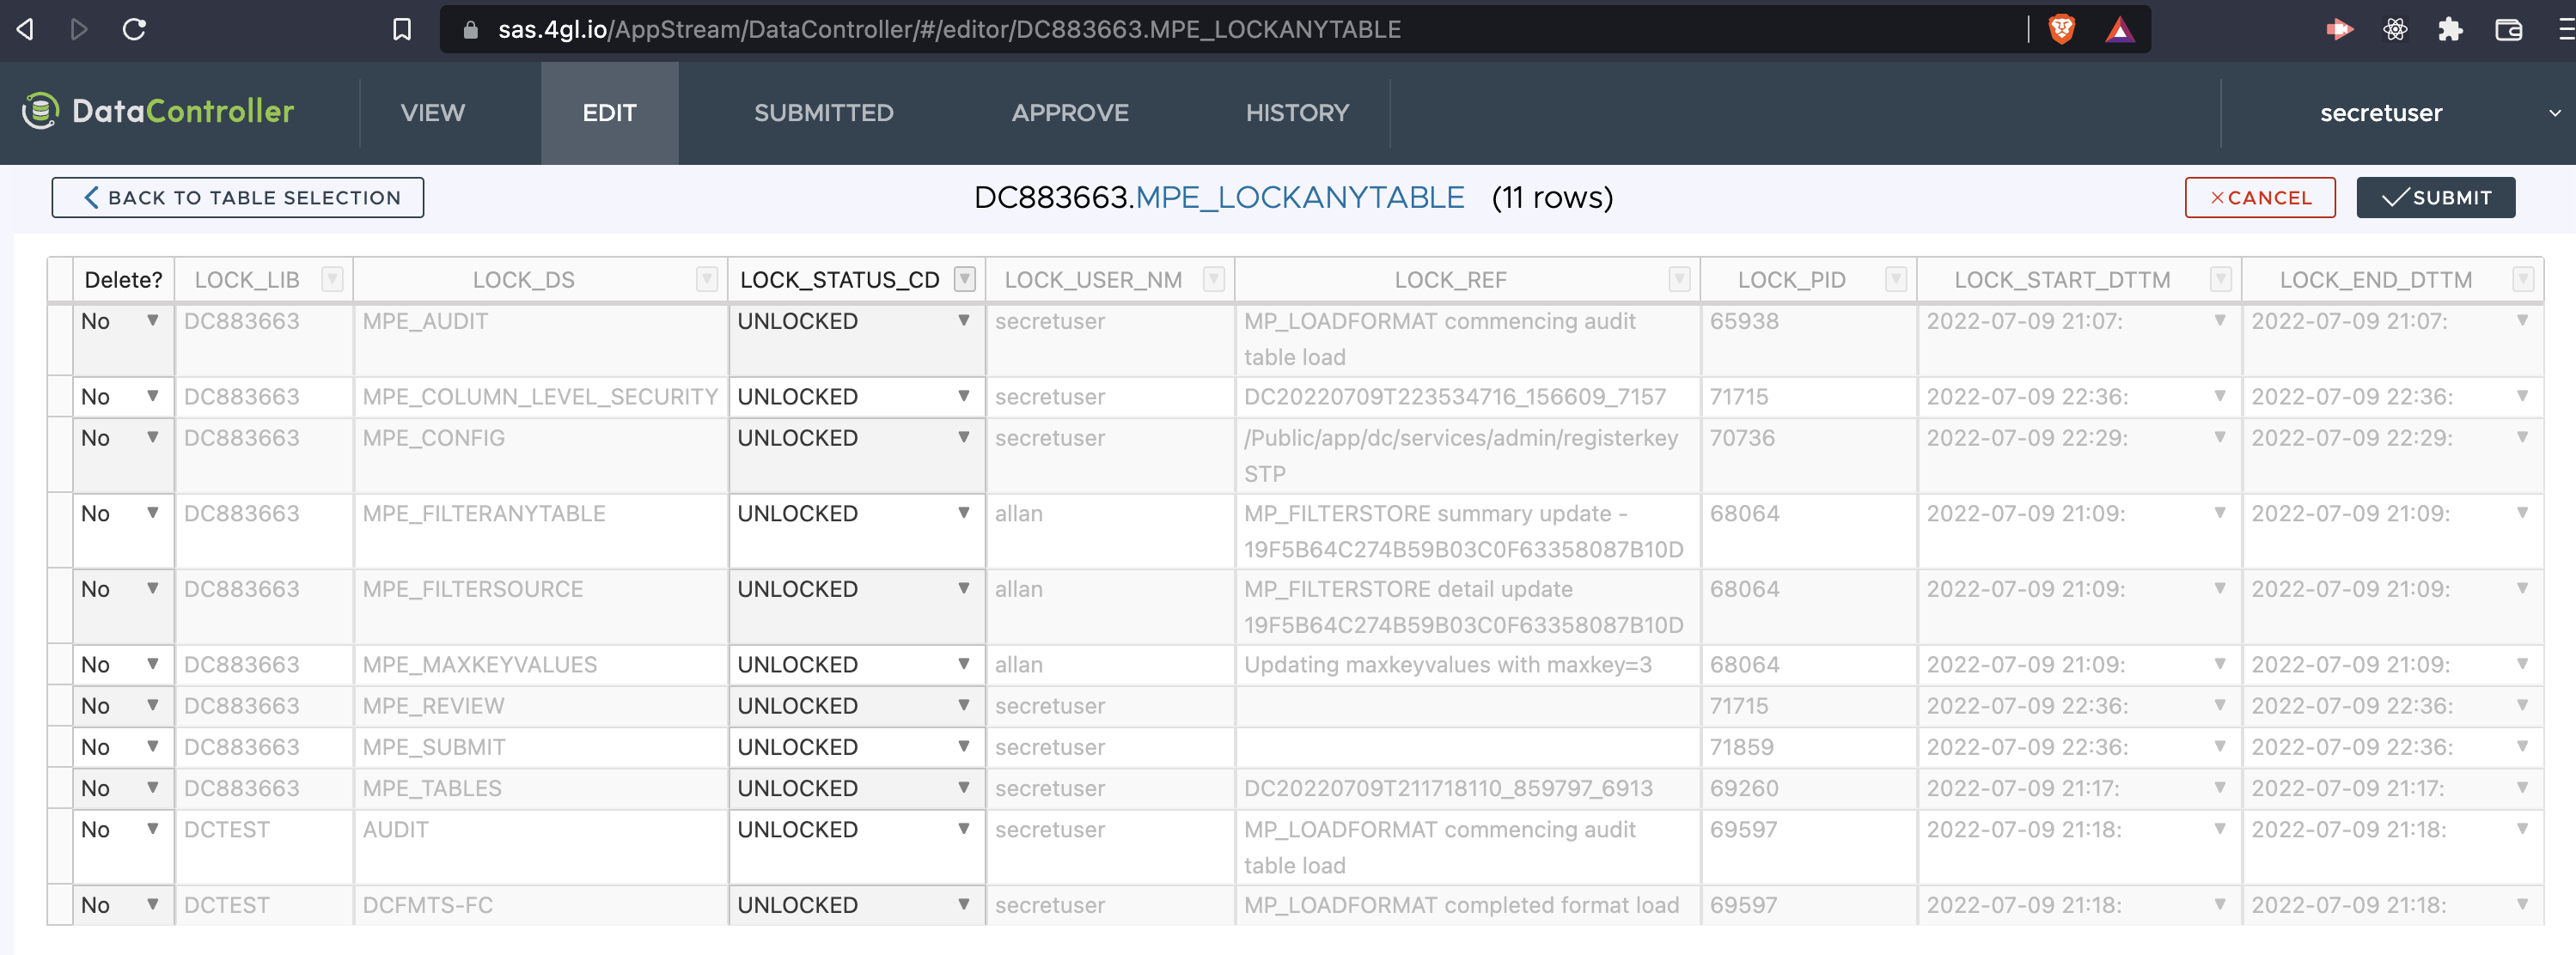 sas.4gl.io/AppStream/DataController/#/editor/DC883663.MPE_LOCKANYTABLE
DataController VIEW EDIT SUBMITTED APPROVE HISTORY secretuser
BACK TO TABLE SELECTION DC883663.MPE_LOCKANYTABLE (11 rows) CANCEL SUBMIT
Delete? LOCK_LIB LOCK_DS LOCK_STATUS_CD LOCK_USER_NM LOCK_REF LOCK_PID LOCK_START_DTTM LOCK_END_DTTM
No DC883663 MPE_AUDIT UNLOCKED secretuser MP_LOADFORMAT commencing audit 65938 2022-07-09 21:07: 2022-07-09 21:07:
table load
No DC883663 MPE_COLUMN_LEVEL_SECURITY UNLOCKED secretuser DC20220709T223534716_156609_7157 71715 2022-07-09 22:36: 2022-07-09 22:36:
No DC883663 MPE_CONFIG UNLOCKED secretuser /Public/app/dc/services/admin/registerkey 70736 2022-07-09 22:29: 2022-07-09 22:29:
STP
No DC883663 MPE_FILTERANYTABLE UNLOCKED allan MP_FILTERSTORE summary update - 68064 2022-07-09 21:09: 2022-07-09 21:09:
19F5B64C274B59B03C0F63358087B10D
No DC883663 MPE_FILTERSOURCE UNLOCKED allan MP_FILTERSTORE detail update 68064 2022-07-09 21:09: 2022-07-09 21:09:
19F5B64C274B59B03C0F63358087B10D
No DC883663 MPE_MAXKEYVALUES UNLOCKED allan Updating maxkeyvalues with maxkey=3 68064 2022-07-09 21:09: 2022-07-09 21:09:
No DC883663 MPE_REVIEW UNLOCKED secretuser 71715 2022-07-09 22:36: 2022-07-09 22:36:
No DC883663 MPE_SUBMIT UNLOCKED secretuser 71859 2022-07-09 22:36: 2022-07-09 22:36:
No DC883663 MPE_TABLES UNLOCKED secretuser DC20220709T211718110_859797_6913 69260 2022-07-09 21:17: 2022-07-09 21:17:
No DCTEST AUDIT UNLOCKED secretuser MP_LOADFORMAT commencing audit 69597 2022-07-09 21:18: 2022-07-09 21:18:
table load
No DCTEST DCFMTS-FC UNLOCKED secretuser MP_LOADFORMAT completed format load 69597 2022-07-09 21:18: 2022-07-09 21:18: